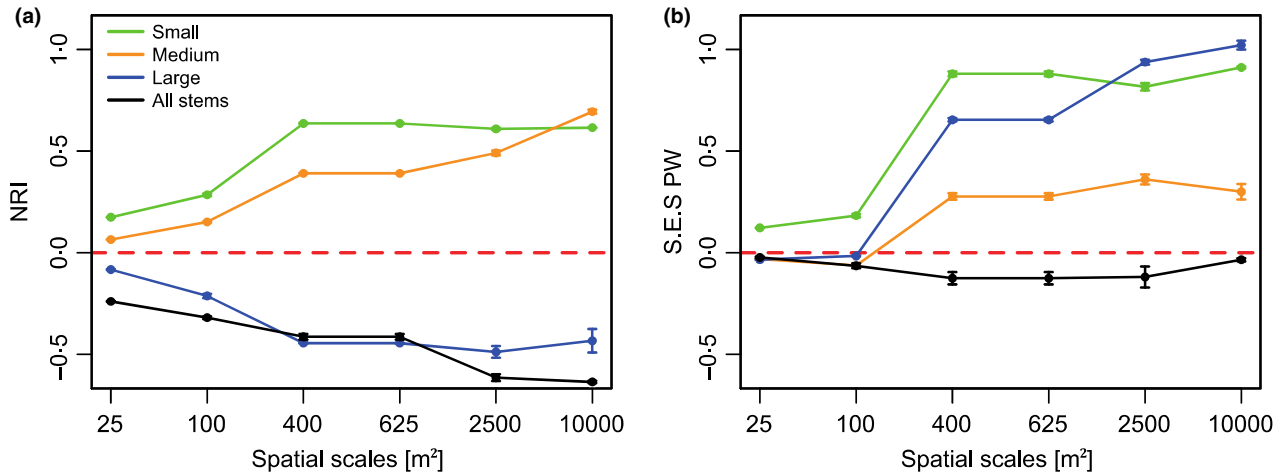 (a)
Small
Medium
Large
All stems
NRI
1·0
0·5
0·0
−0·5
25 100 400 625 2500 10000
Spatial scales [m²]
(b)
S.E.S PW
1·0
0·5
0·0
−0·5
25 100 400 625 2500 10000
Spatial scales [m²]